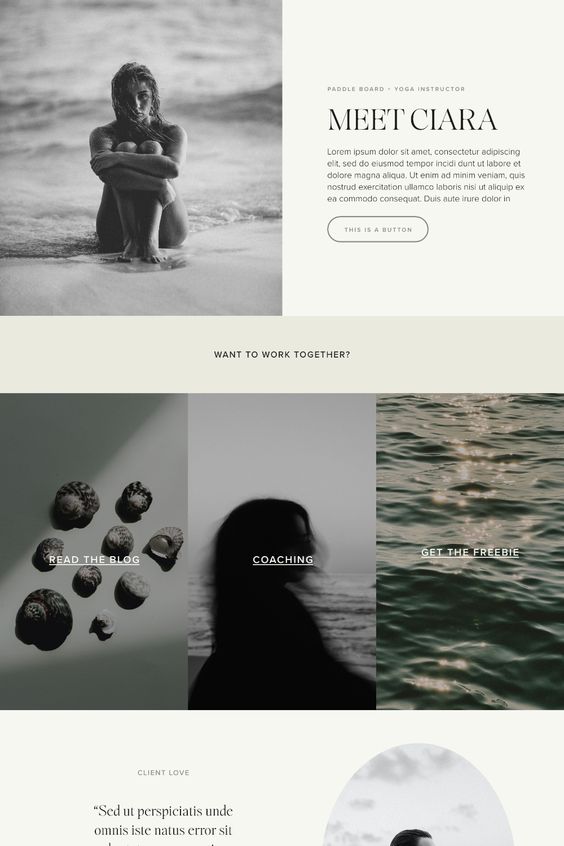 PADDLE BOARD + YOGA INSTRUCTOR
MEET CIARA
Lorem ipsum dolor sit amet, consectetur adipiscing
elit, sed do eiusmod tempor incidi dunt ut labore et
dolore magna aliqua. Ut enim ad minim veniam, quis
nostrud exercitation ullamco laboris nisi ut aliquip ex
ea commodo consequat. Duis aute irure dolor in
THIS IS A BUTTON
WANT TO WORK TOGETHER?
READ THE BLOG
COACHING
GET THE FREEBIE
CLIENT LOVE
“Sed ut perspiciatis unde
omnis iste natus error sit